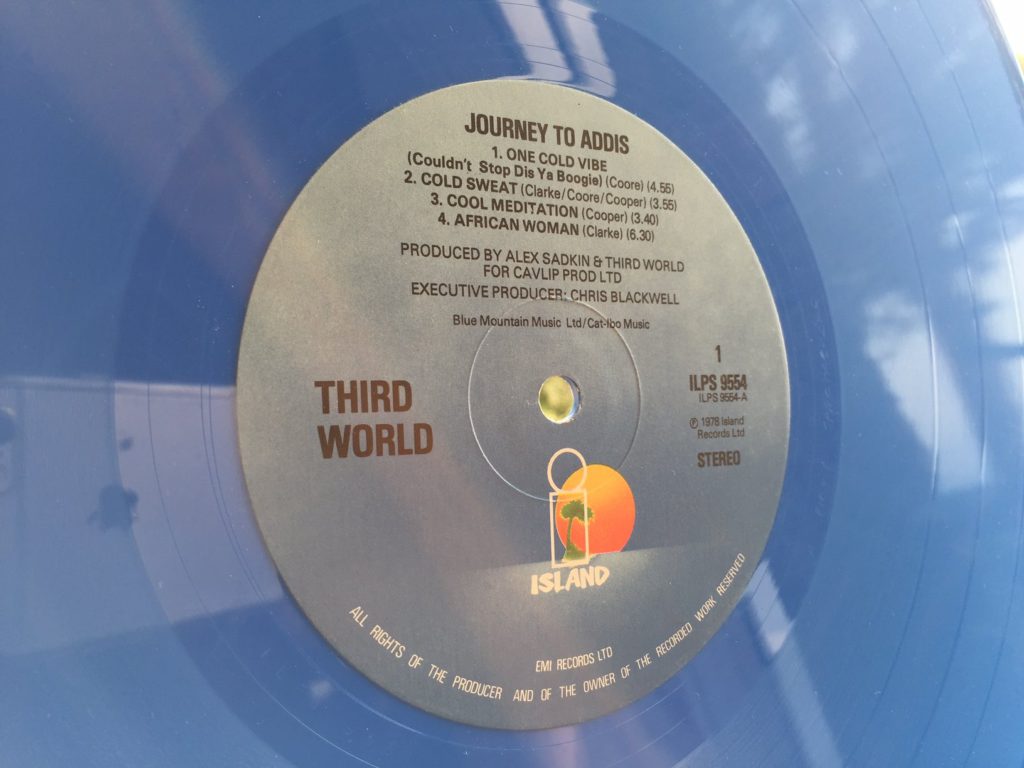 JOURNEY TO ADDIS
1. ONE COLD VIBE
(Couldn't Stop Dis Ya Boogie) (Coore) (4.55)
2. COLD SWEAT (Clarke/Coore/Cooper) (3.55)
3. COOL MEDITATION (Cooper) (3.40)
4. AFRICAN WOMAN (Clarke) (6.30)
PRODUCED BY ALEX SADKIN & THIRD WORLD
FOR CAVLIP PROD LTD
EXECUTIVE PRODUCER: CHRIS BLACKWELL
Blue Mountain Music Ltd/Cat-Ibo Music
THIRD
WORLD
1
ILPS 9554
ILPS 9554-A
℗ 1978 Island
Records Ltd
STEREO
ISLAND
EMI RECORDS LTD
ALL RIGHTS OF THE PRODUCER AND OF THE OWNER OF THE RECORDED WORK RESERVED